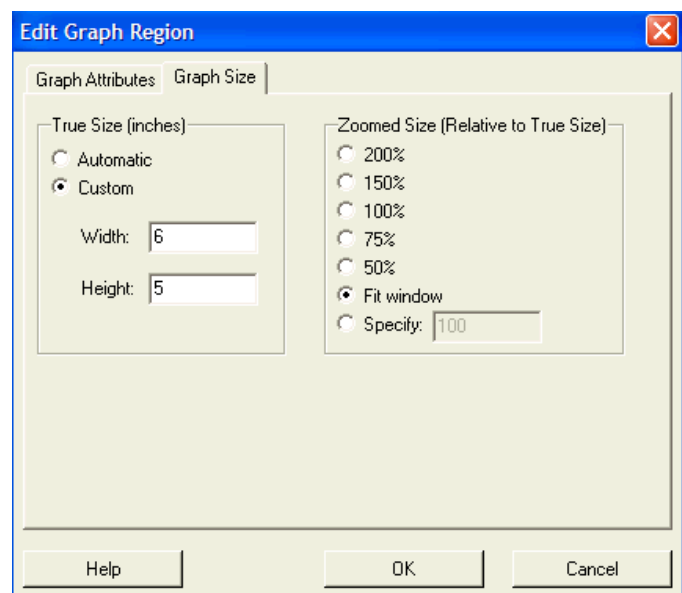 Edit Graph Region
Graph Attributes Graph Size
True Size (inches)
Automatic
Custom
Width: 6
Height: 5
Zoomed Size (Relative to True Size)
200%
150%
100%
75%
50%
Fit window
Specify: 100
Help OK Cancel